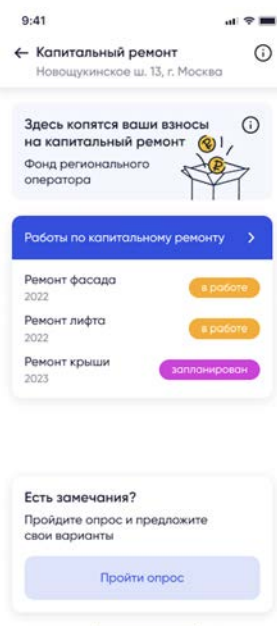 9:41
← Капитальный ремонт
Новощукинское ш. 13, г. Москва
Здесь копятся ваши взносы
на капитальный ремонт
Фонд регионального
оператора
Работы по капитальному ремонту
Ремонт фасада
2022
в работе
Ремонт лифта
2022
в работе
Ремонт крыши
2023
запланирован
Есть замечания?
Пройдите опрос и предложите
свои варианты
Пройти опрос